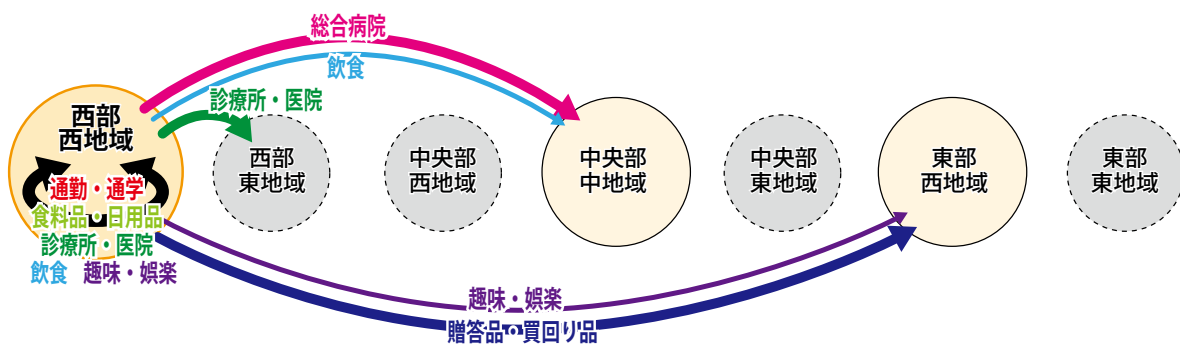 総合病院
飲食
診療所・医院
西部
西地域
通勤・通学
食料品・日用品
診療所・医院
飲食　趣味・娯楽
西部
東地域
中央部
西地域
中央部
中地域
中央部
東地域
東部
西地域
東部
東地域
趣味・娯楽
贈答品・買回り品